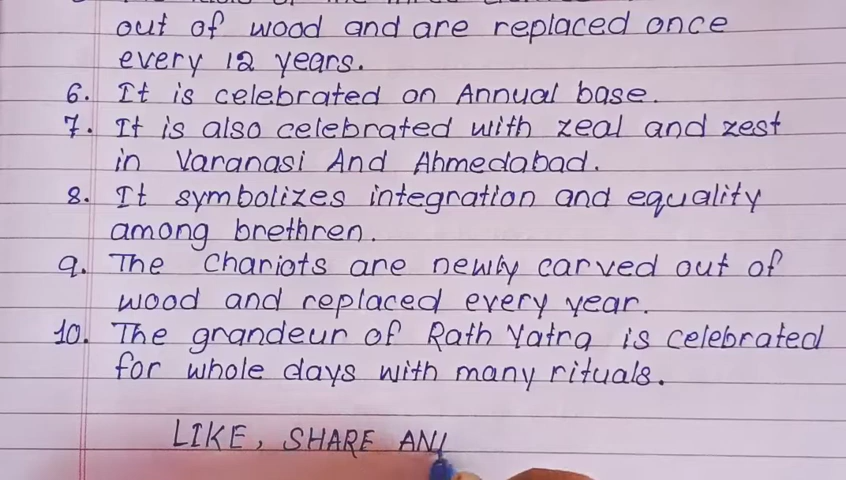 out of wood and are replaced once
every 12 years.
6. It is celebrated on Annual base.
7. It is also celebrated with zeal and zest
in Varanasi And Ahmedabad.
8. It symbolizes integration and equality
among brethren.
9. The Chariots are newly carved out of
wood and replaced every year.
10. The grandeur of Rath Yatra is celebrated
for whole days with many rituals.
LIKE, SHARE AN